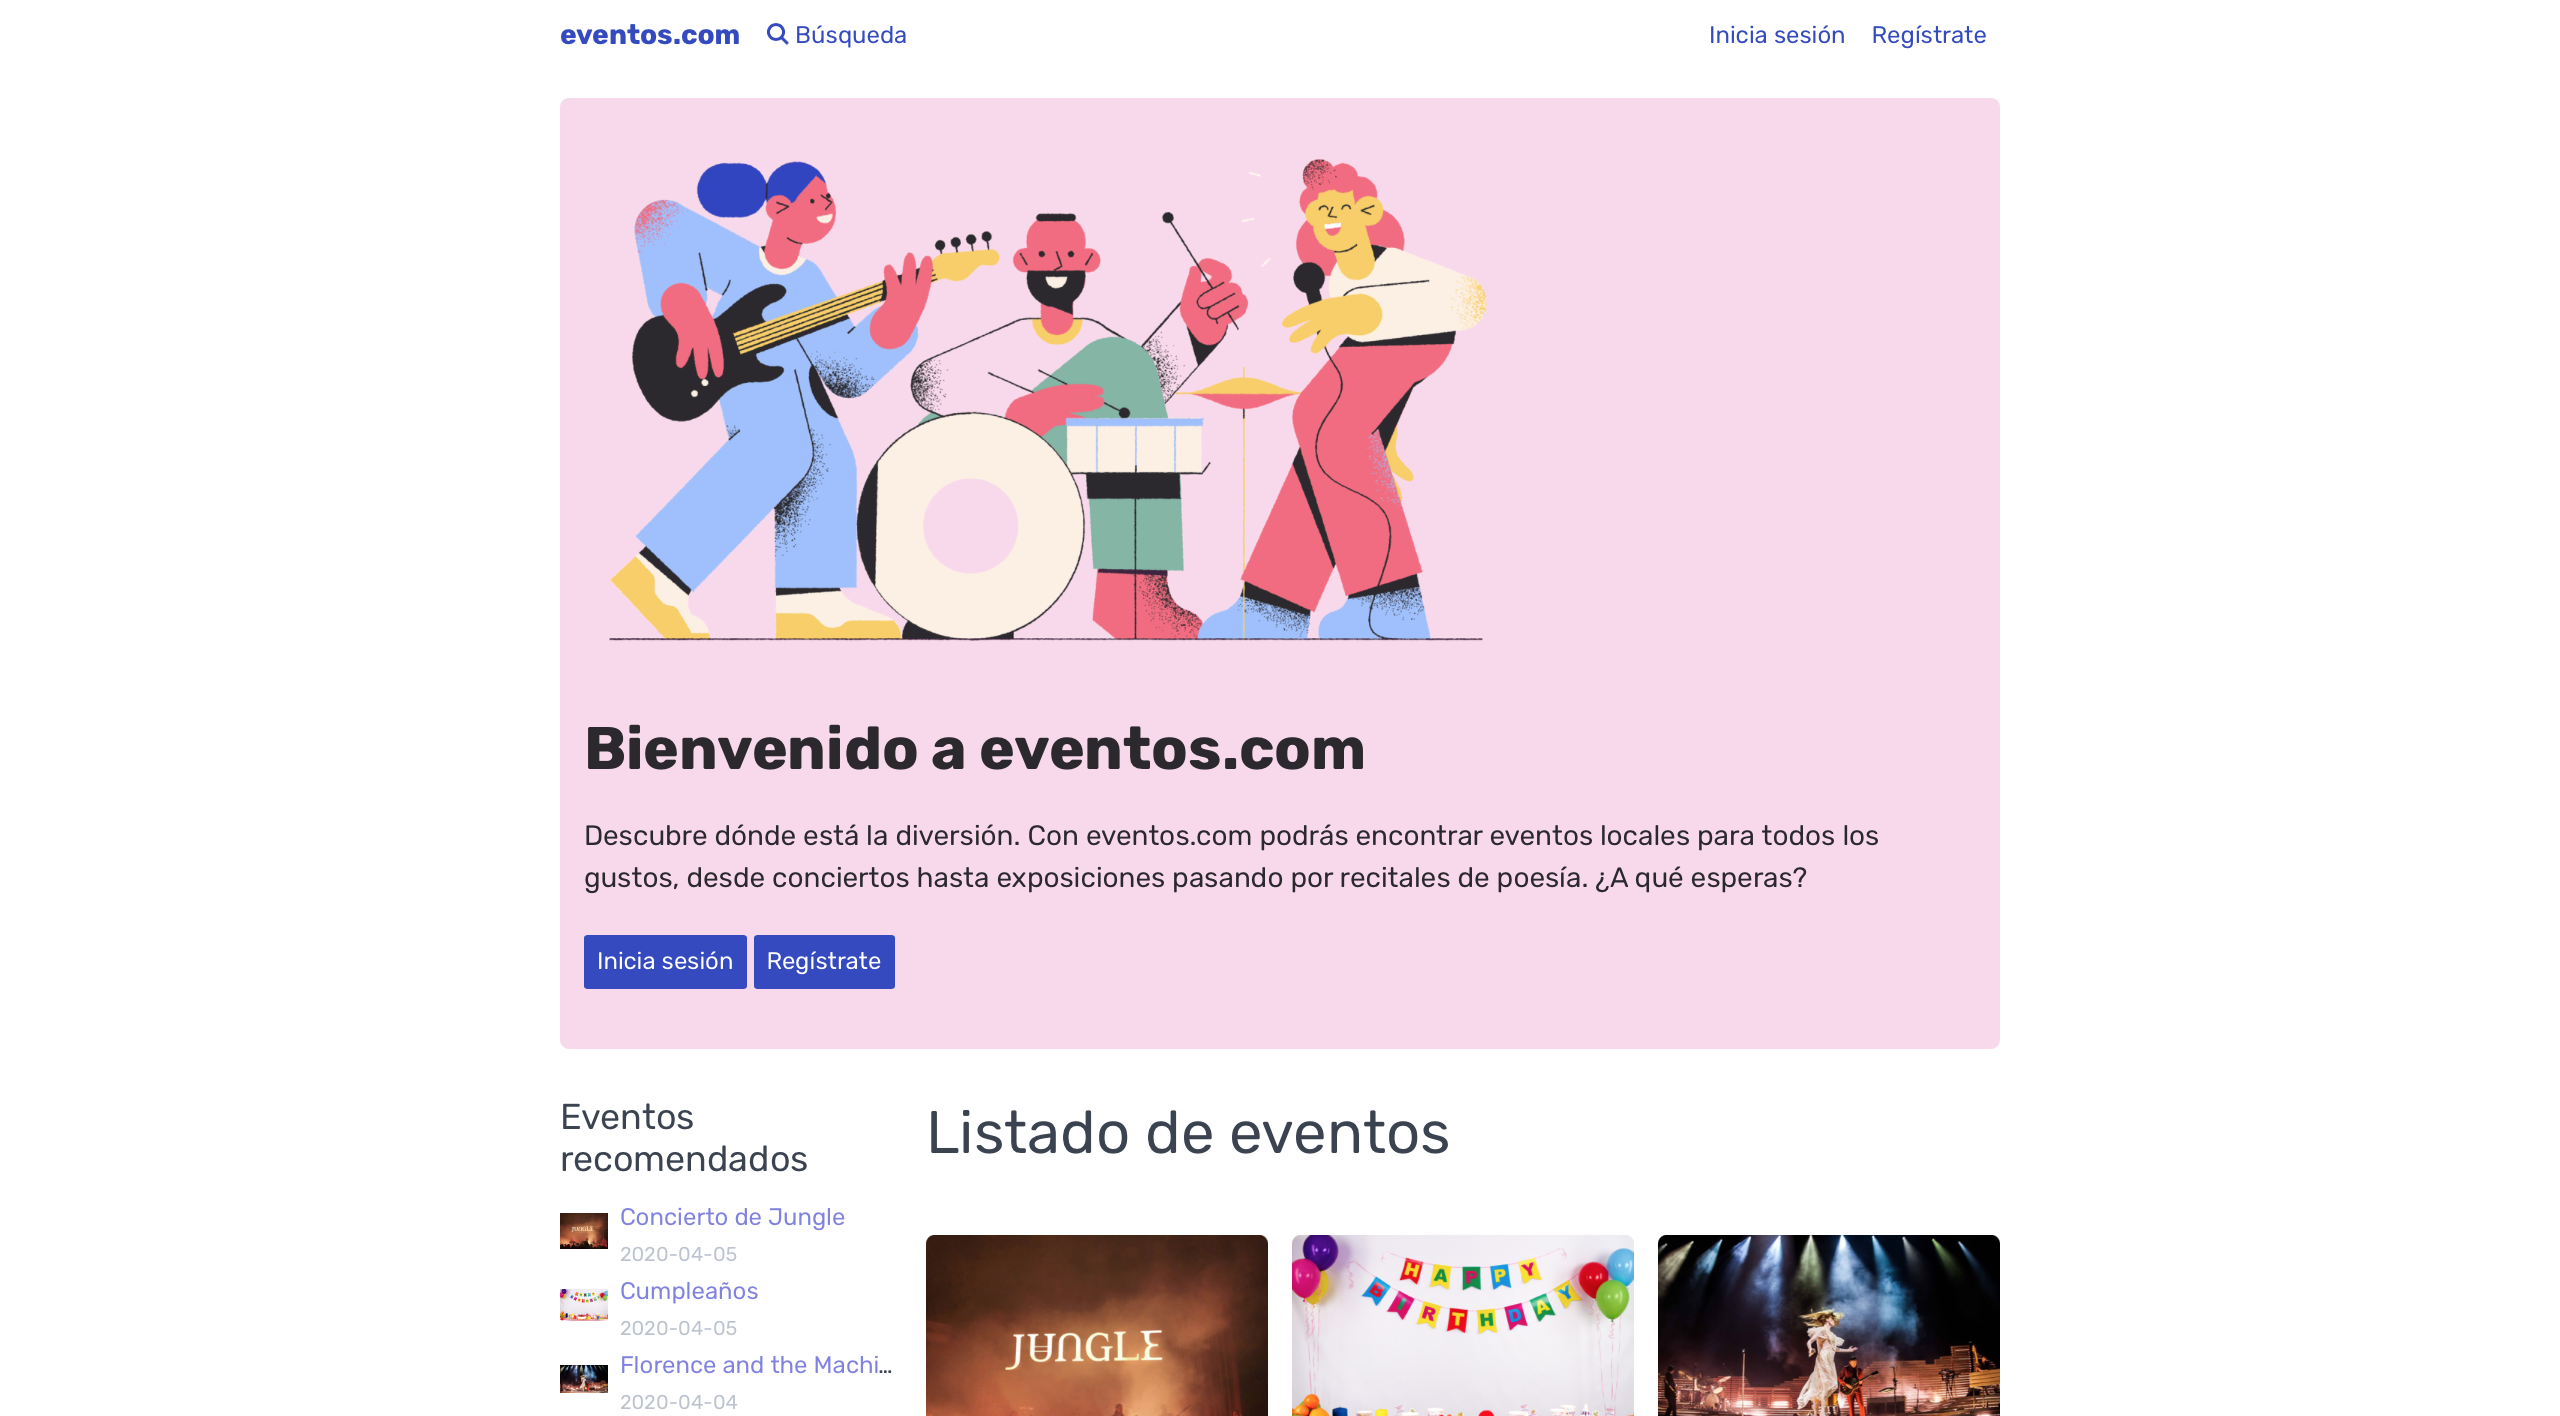 eventos.com
Búsqueda
Inicia sesión
Regístrate
Bienvenido a eventos.com
Descubre dónde está la diversión. Con eventos.com podrás encontrar eventos locales para todos los
gustos, desde conciertos hasta exposiciones pasando por recitales de poesía. ¿A qué esperas?
Inicia sesión
Regístrate
Eventos
recomendados
JUNGLE
Concierto de Jungle
2020-04-05
Cumpleaños
2020-04-05
Florence and the Machi...
2020-04-04
Listado de eventos
JUNGLE
HAPPY
BIRTHDAY